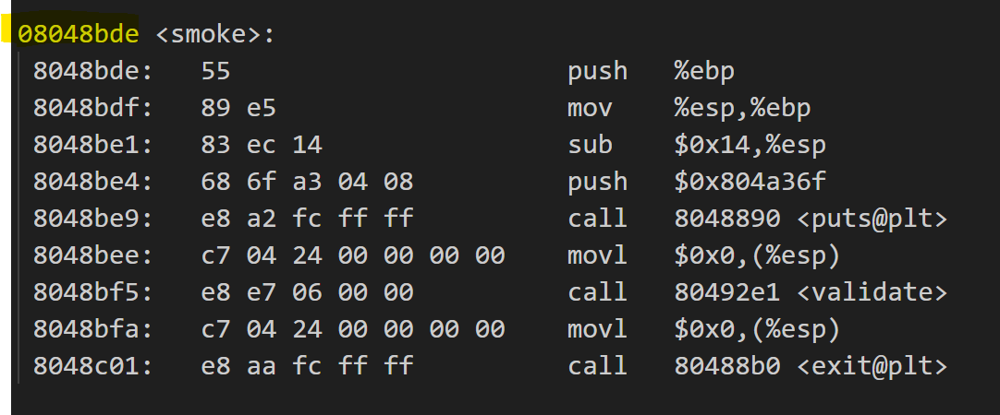 08048bde <smoke>:
8048bde: 55 push %ebp
8048bdf: 89 e5 mov %esp,%ebp
8048be1: 83 ec 14 sub $0x14,%esp
8048be4: 68 6f a3 04 08 push $0x804a36f
8048be9: e8 a2 fc ff ff call 8048890 <puts@plt>
8048bee: c7 04 24 00 00 00 00 movl $0x0,(%esp)
8048bf5: e8 e7 06 00 00 call 80492e1 <validate>
8048bfa: c7 04 24 00 00 00 00 movl $0x0,(%esp)
8048c01: e8 aa fc ff ff call 80488b0 <exit@plt>